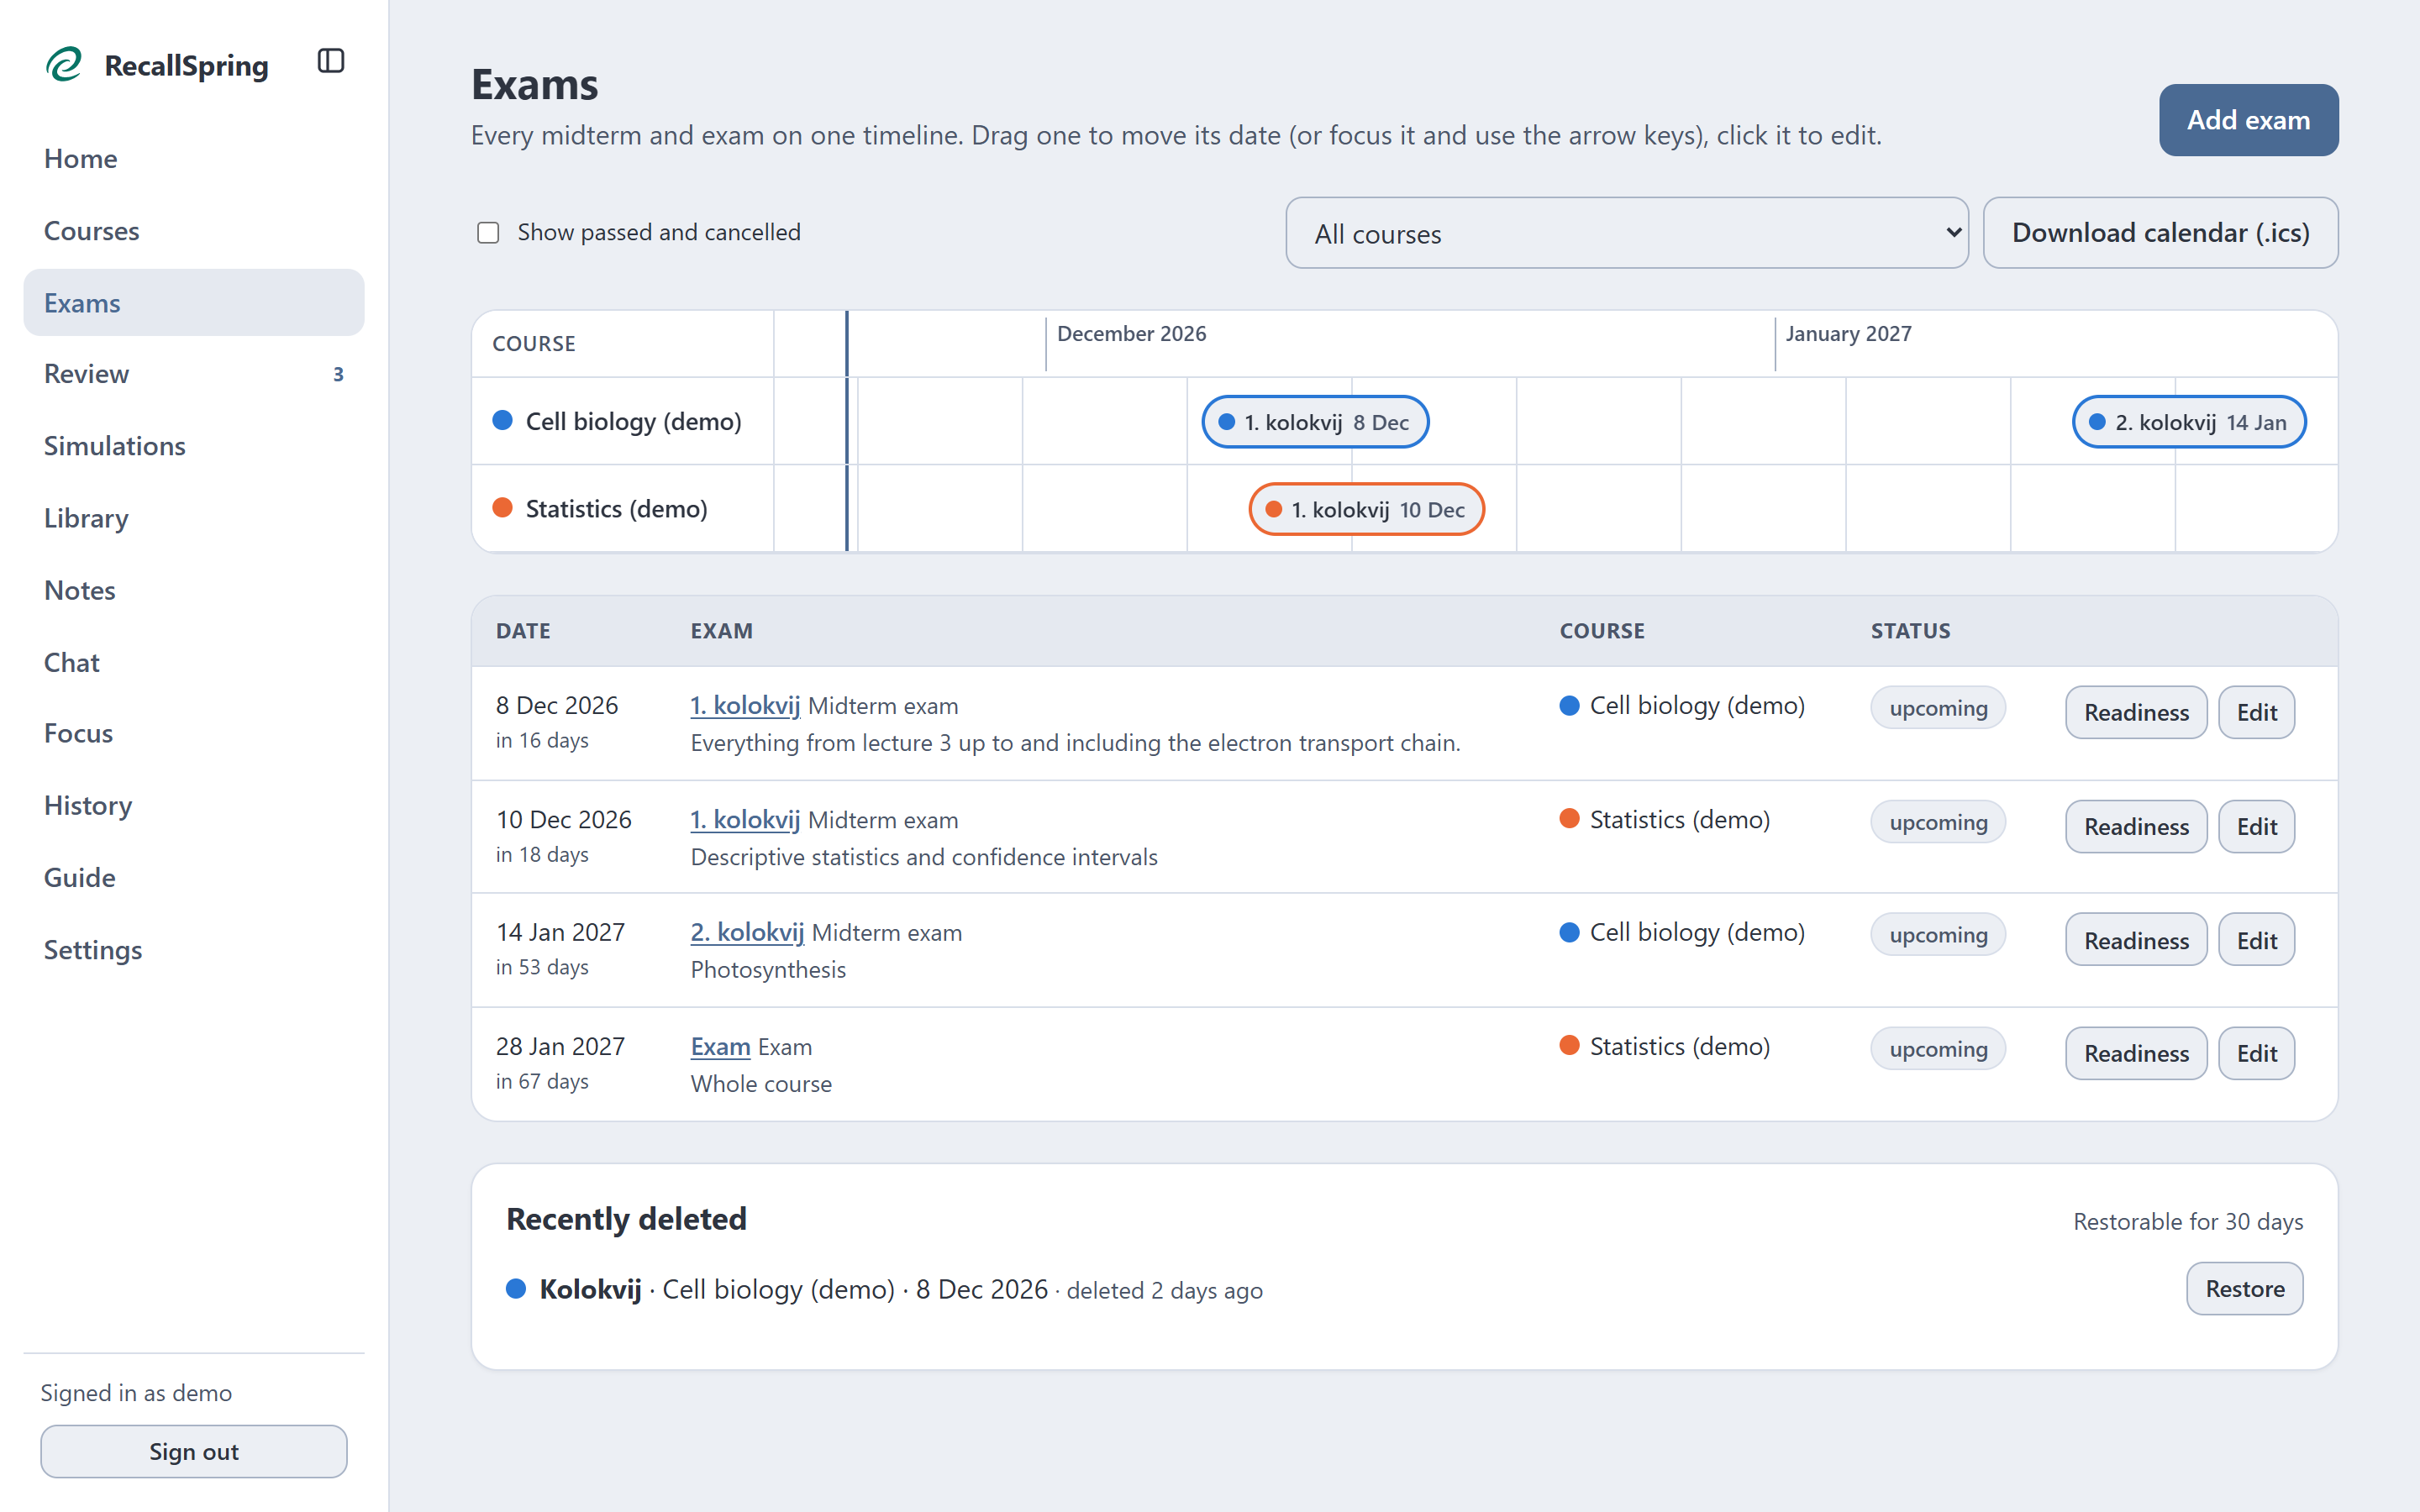 RecallSpring
Home
Courses
Exams
Review 3
Simulations
Library
Notes
Chat
Focus
History
Guide
Settings
Signed in as demo
Sign out
Exams
Every midterm and exam on one timeline. Drag one to move its date (or focus it and use the arrow keys), click it to edit.
Add exam
Show passed and cancelled
All courses
Download calendar (.ics)
COURSE
December 2026
January 2027
Cell biology (demo)
1. kolokvij 8 Dec
2. kolokvij 14 Jan
Statistics (demo)
1. kolokvij 10 Dec
DATE EXAM COURSE STATUS
8 Dec 2026 1. kolokvij Midterm exam Cell biology (demo) upcoming Readiness Edit
in 16 days Everything from lecture 3 up to and including the electron transport chain.
10 Dec 2026 1. kolokvij Midterm exam Statistics (demo) upcoming Readiness Edit
in 18 days Descriptive statistics and confidence intervals
14 Jan 2027 2. kolokvij Midterm exam Cell biology (demo) upcoming Readiness Edit
in 53 days Photosynthesis
28 Jan 2027 Exam Exam Statistics (demo) upcoming Readiness Edit
in 67 days Whole course
Recently deleted
Restorable for 30 days
Kolokvij · Cell biology (demo) · 8 Dec 2026 · deleted 2 days ago
Restore